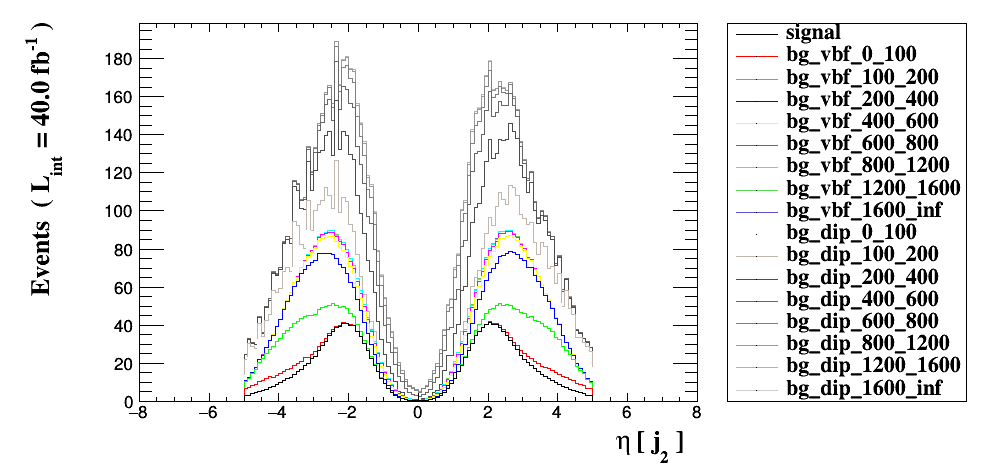 Events ( L_int = 40.0 fb^-1 )
180
160
140
120
100
80
60
40
20
0
−8 −6 −4 −2 0 2 4 6 8
η [ j_2 ]
signal
bg_vbf_0_100
bg_vbf_100_200
bg_vbf_200_400
bg_vbf_400_600
bg_vbf_600_800
bg_vbf_800_1200
bg_vbf_1200_1600
bg_vbf_1600_inf
bg_dip_0_100
bg_dip_100_200
bg_dip_200_400
bg_dip_400_600
bg_dip_600_800
bg_dip_800_1200
bg_dip_1200_1600
bg_dip_1600_inf